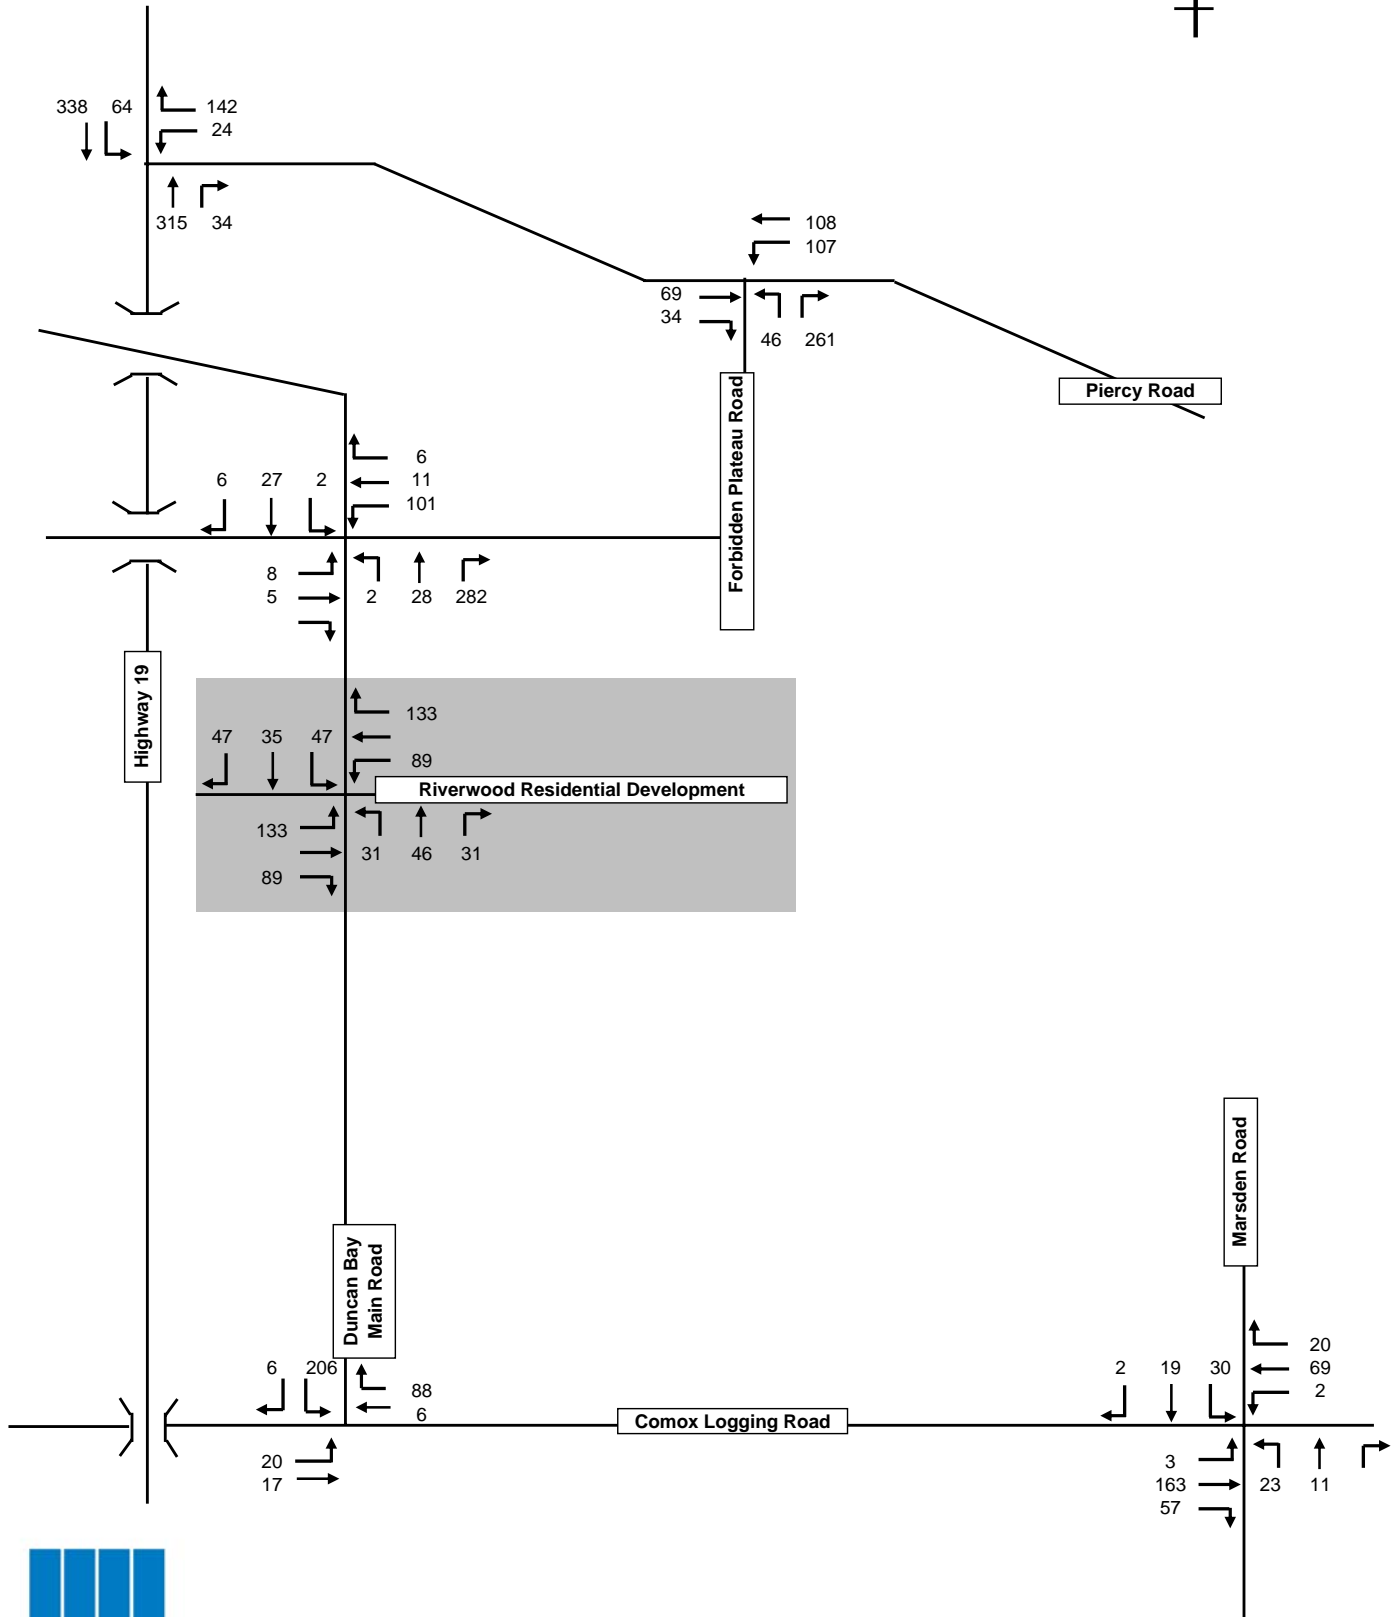 338 64 142
24
315 34
108
107
69
34
46 261
Piercy Road
Forbidden Plateau Road
6
6 27 2 11
101
8
5 2 28 282
Highway 19
133
47 35 47
89
Riverwood Residential Development
133
31 46 31
89
Marsden Road
Duncan Bay
Main Road
6 206
88
6
Comox Logging Road
20
17
20
2 19 30 69
2
3
163 23 11
57